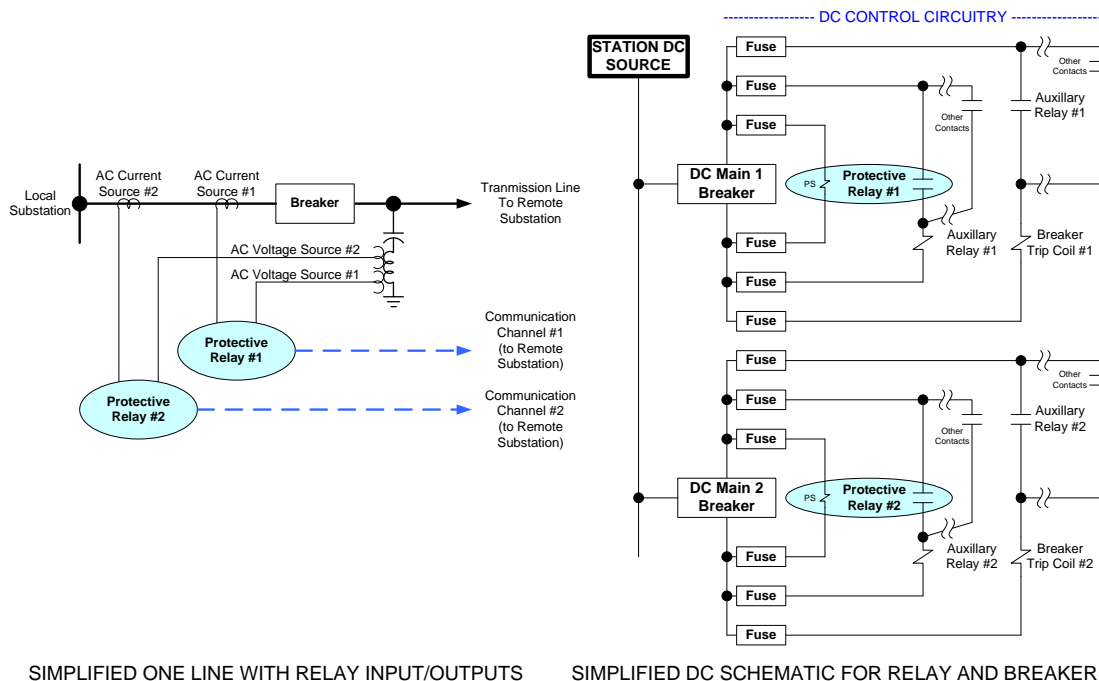 DC CONTROL CIRCUITRY
STATION DC
SOURCE
Fuse
Other
Contacts
Fuse
Auxillary
Relay #1
Other
Contacts
Fuse
DC Main 1
Breaker
PS
Protective
Relay #1
Fuse
Auxillary
Relay #1
Breaker
Trip Coil #1
Fuse
Fuse
Local
Substation
AC Current
Source #2
AC Current
Source #1
Breaker
Tranmission Line
To Remote
Substation
AC Voltage Source #2
AC Voltage Source #1
Protective
Relay #1
Communication
Channel #1
(to Remote
Substation)
Protective
Relay #2
Communication
Channel #2
(to Remote
Substation)
Fuse
Other
Contacts
Fuse
Auxillary
Relay #2
Other
Contacts
Fuse
DC Main 2
Breaker
PS
Protective
Relay #2
Fuse
Auxillary
Relay #2
Breaker
Trip Coil #2
Fuse
Fuse
SIMPLIFIED ONE LINE WITH RELAY INPUT/OUTPUTS
SIMPLIFIED DC SCHEMATIC FOR RELAY AND BREAKER